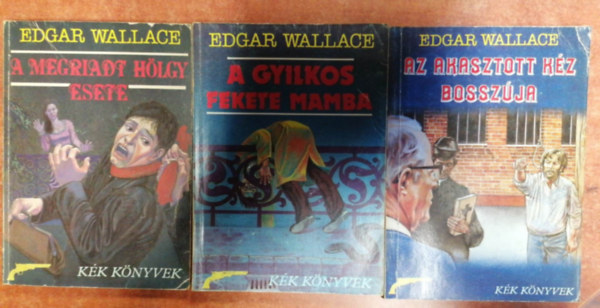 EDGAR WALLACE
A MEGRIADT HÖLGY
ESETE
KÉK KÖNYVEK
EDGAR WALLACE
A GYILKOS
FEKETE MAMBA
KÉK KÖNYVEK
EDGAR WALLACE
AZ AKASZTOTT KÉZ
BOSSZÚJA
KÉK KÖNYVEK